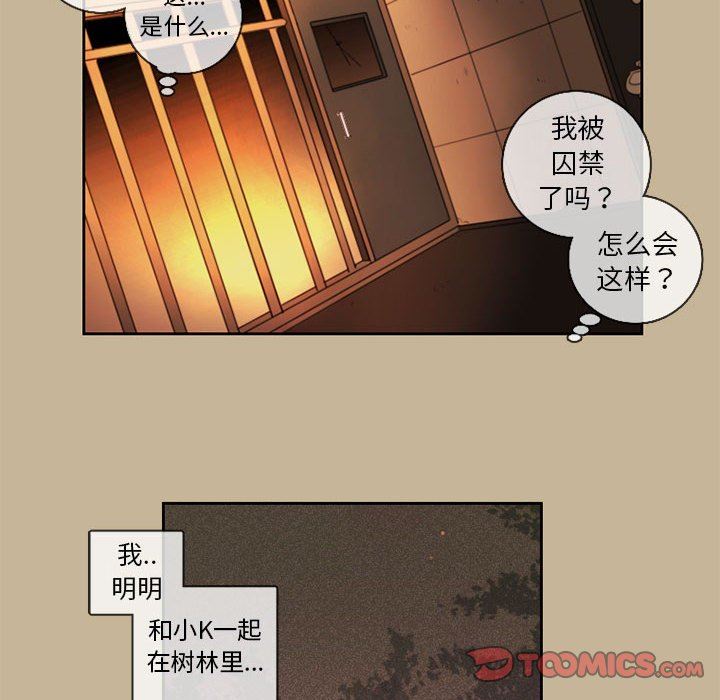 这...
是什么...
我被
囚禁
了吗？
怎么会
这样？
我..
明明
和小K一起
在树林里...
TOOMICS.COM